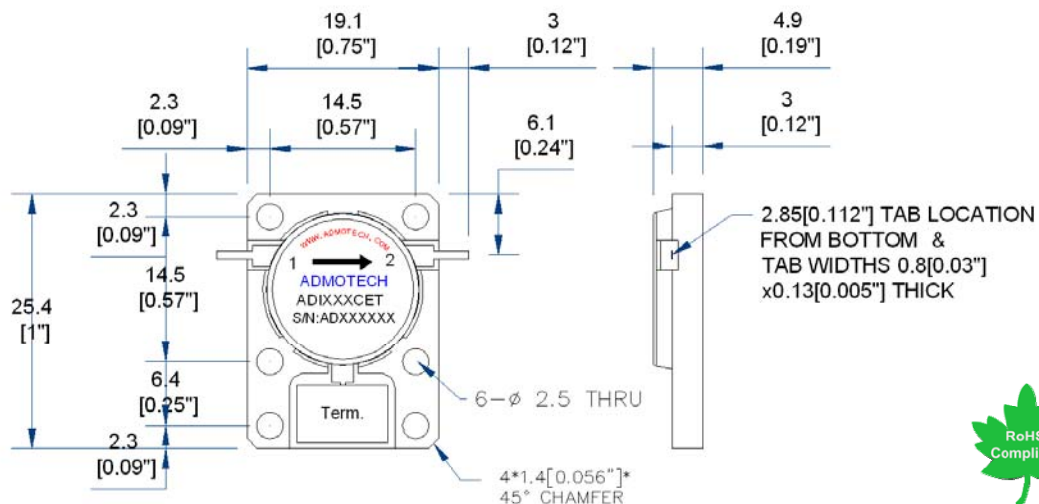 19.1
[0.75"]
3
[0.12"]
4.9
[0.19"]
2.3
[0.09"]
14.5
[0.57"]
6.1
[0.24"]
3
[0.12"]
2.3
[0.09"]
14.5
[0.57"]
25.4
[1"]
6.4
[0.25"]
2.3
[0.09"]
WWW.ADMOTECH.COM
1 2
ADMOTECH
ADIXXXCET
S/N:ADXXXXXX
Term.
2.85[0.112"] TAB LOCATION
FROM BOTTOM &
TAB WIDTHS 0.8[0.03"]
x0.13[0.005"] THICK
6-ø 2.5 THRU
4*1.4[0.056"]*
45° CHAMFER